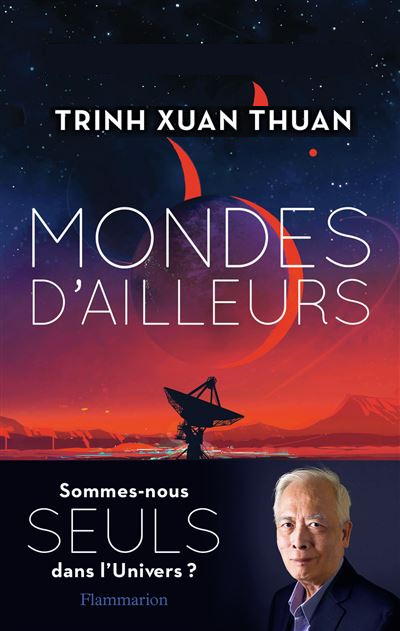 TRINH XUAN THUAN
MONDES
D'AILLEURS
Sommes-nous
SEULS
dans l'Univers ?
Flammarion